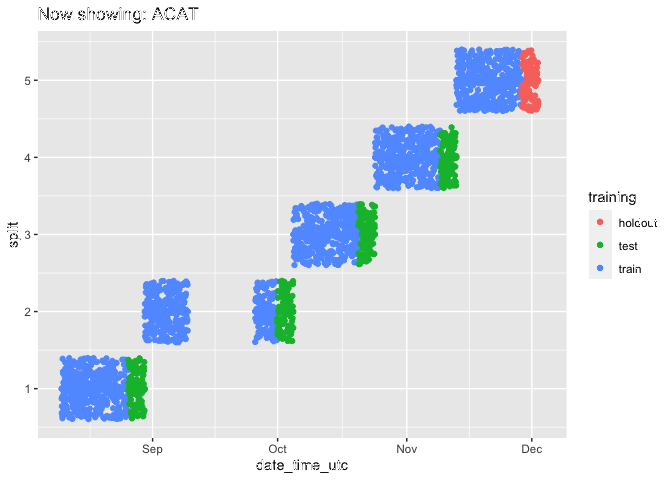 Now showing: ACAT
5
4
3
2
1
split
Sep Oct Nov Dec
date_time_utc
training
holdout
test
train